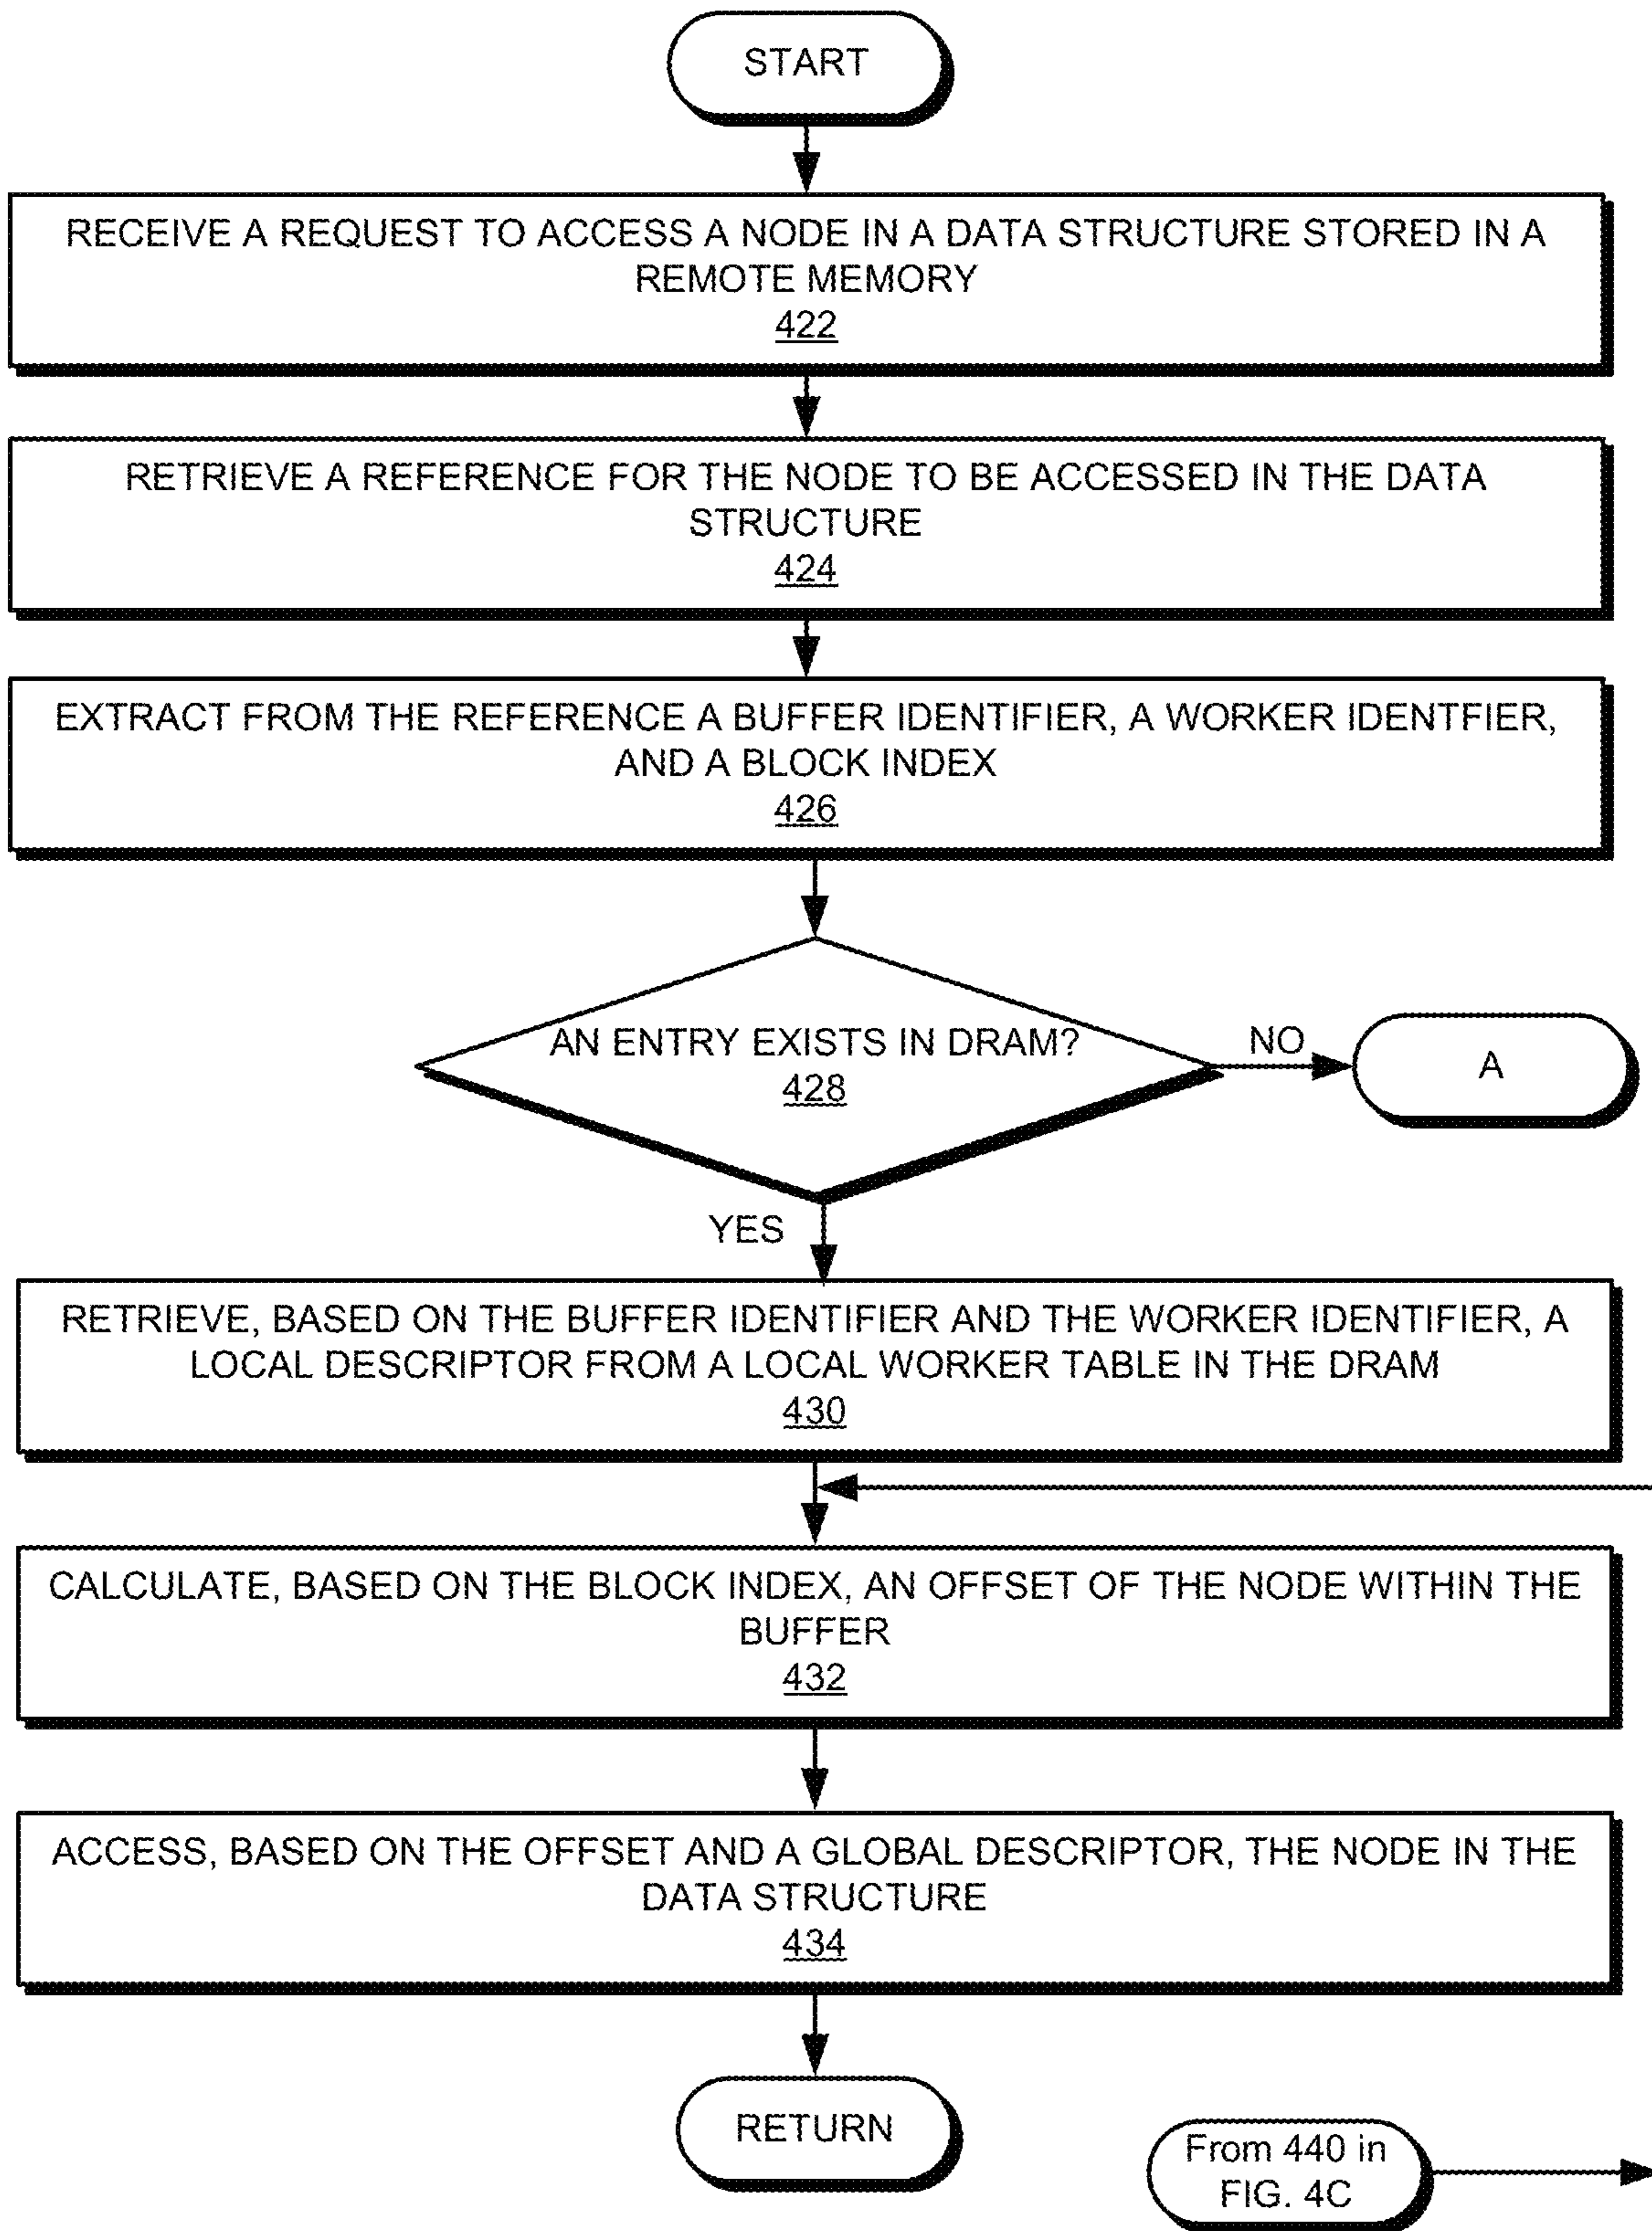 START
RECEIVE A REQUEST TO ACCESS A NODE IN A DATA STRUCTURE STORED IN A
REMOTE MEMORY
422
RETRIEVE A REFERENCE FOR THE NODE TO BE ACCESSED IN THE DATA
STRUCTURE
424
EXTRACT FROM THE REFERENCE A BUFFER IDENTIFIER, A WORKER IDENTFIER,
AND A BLOCK INDEX
426
AN ENTRY EXISTS IN DRAM?
428
NO
A
YES
RETRIEVE, BASED ON THE BUFFER IDENTIFIER AND THE WORKER IDENTIFIER, A
LOCAL DESCRIPTOR FROM A LOCAL WORKER TABLE IN THE DRAM
430
CALCULATE, BASED ON THE BLOCK INDEX, AN OFFSET OF THE NODE WITHIN THE
BUFFER
432
ACCESS, BASED ON THE OFFSET AND A GLOBAL DESCRIPTOR, THE NODE IN THE
DATA STRUCTURE
434
RETURN
From 440 in
FIG. 4C